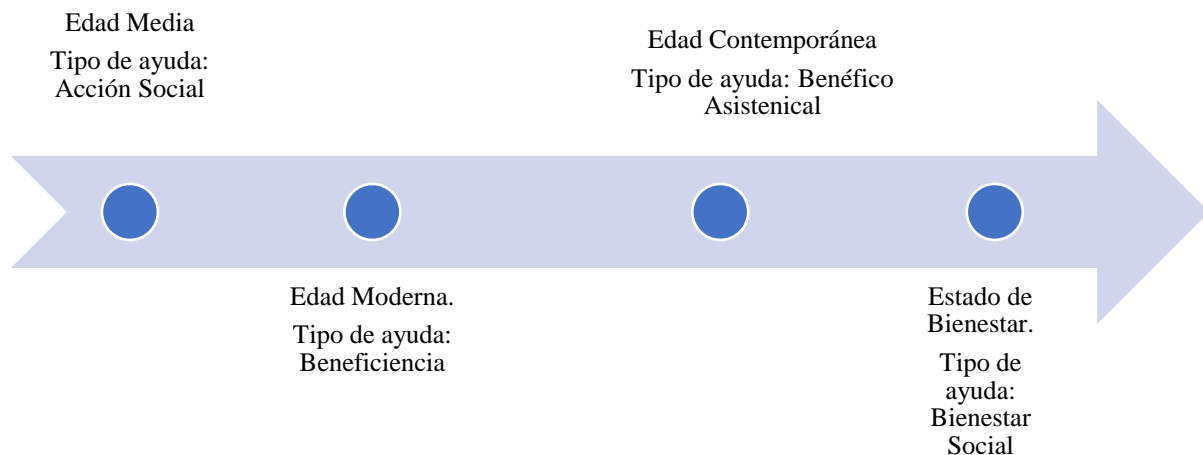 Edad Media
Tipo de ayuda:
Acción Social
Edad Moderna.
Tipo de ayuda:
Beneficiencia
Edad Contemporánea
Tipo de ayuda: Benéfico
Asistenical
Estado de
Bienestar.
Tipo de
ayuda:
Bienestar
Social